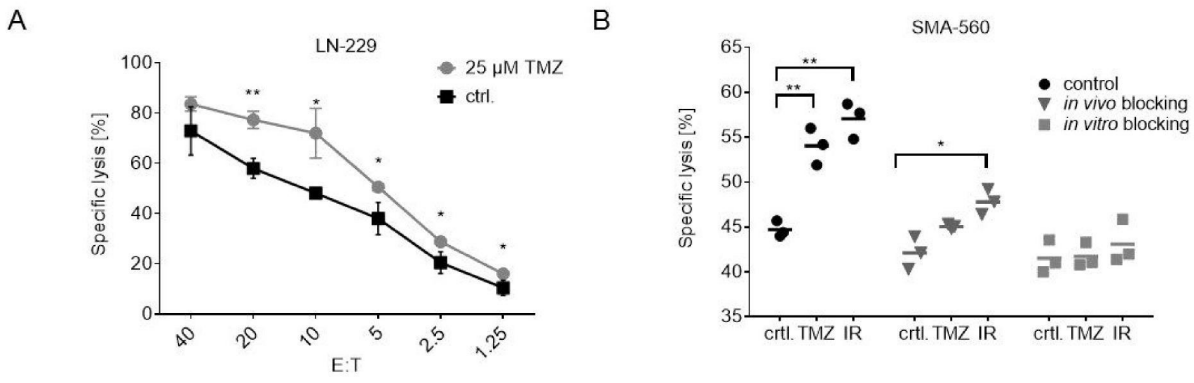 A
LN-229
Specific lysis [%]
100
80
60
40
20
0
40
20
10
5
2.5
1.25
E:T
**
*
*
*
*
25 µM TMZ
ctrl.
B
SMA-560
Specific lysis [%]
65
60
55
50
45
40
35
**
**
*
control
in vivo blocking
in vitro blocking
crtl. TMZ IR
crtl. TMZ IR
crtl. TMZ IR